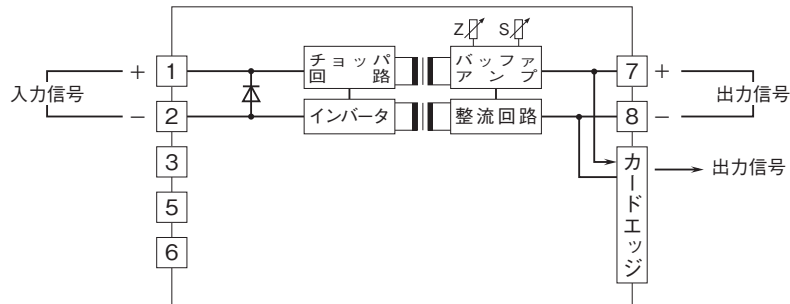 Z S
+ 1 チョッパ回路 バッファアンプ 7 +
入力信号 出力信号
− 2 インバータ 整流回路 8 −
3
カードエッジ 出力信号
5
6